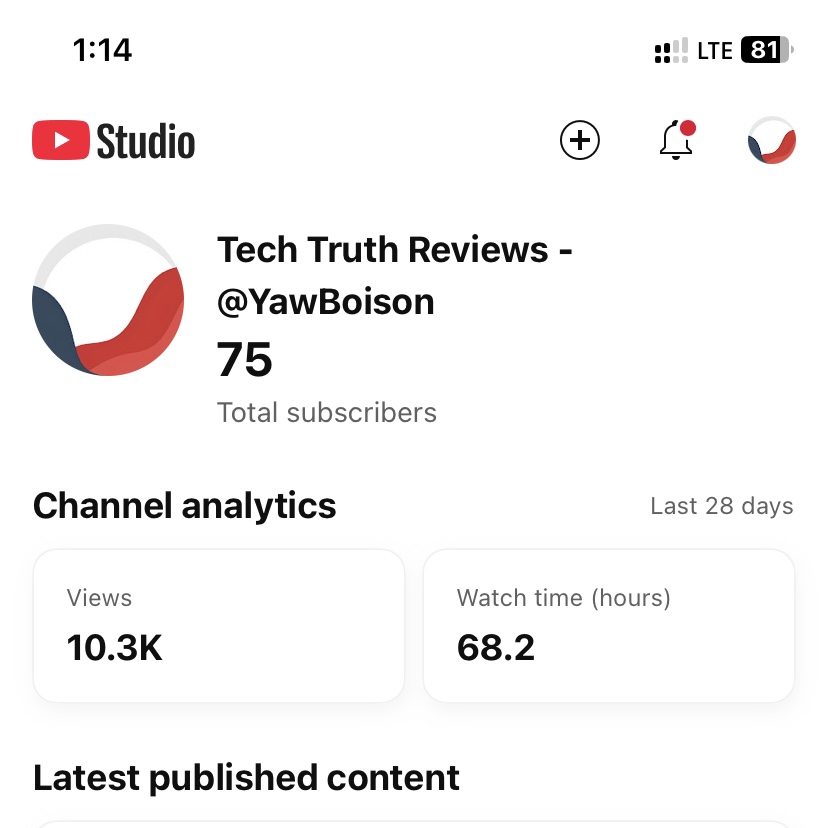 1:14
LTE 81
Studio
Tech Truth Reviews -
@YawBoison
75
Total subscribers
Channel analytics
Last 28 days
Views
Watch time (hours)
10.3K
68.2
Latest published content